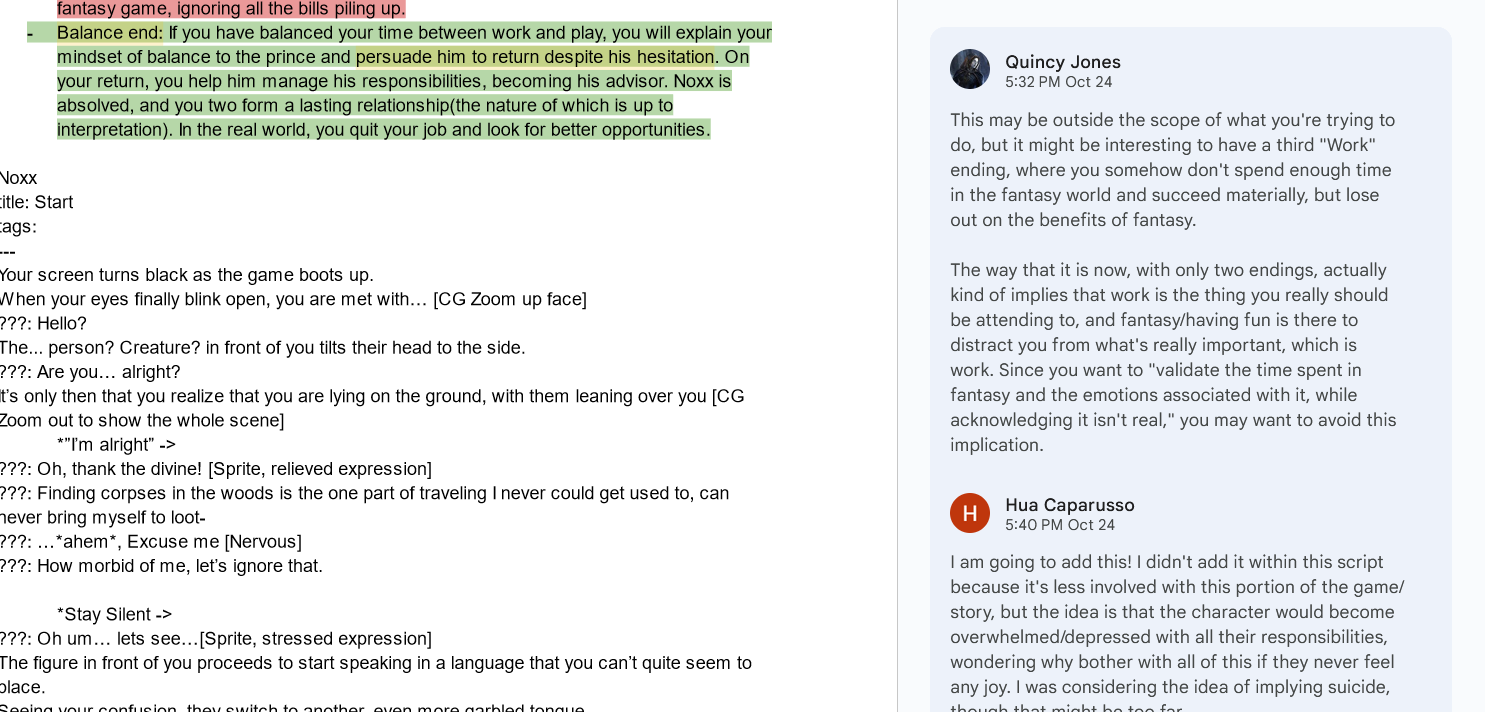 fantasy game, ignoring all the bills piling up.
- Balance end: If you have balanced your time between work and play, you will explain your
mindset of balance to the prince and persuade him to return despite his hesitation. On
your return, you help him manage his responsibilities, becoming his advisor. Noxx is
absolved, and you two form a lasting relationship(the nature of which is up to
interpretation). In the real world, you quit your job and look for better opportunities.
Noxx
title: Start
tags:
---
Your screen turns black as the game boots up.
When your eyes finally blink open, you are met with… [CG Zoom up face]
???: Hello?
The... person? Creature? in front of you tilts their head to the side.
???: Are you… alright?
It’s only then that you realize that you are lying on the ground, with them leaning over you [CG
Zoom out to show the whole scene]
*”I’m alright” ->
???: Oh, thank the divine! [Sprite, relieved expression]
???: Finding corpses in the woods is the one part of traveling I never could get used to, can
never bring myself to loot-
???: …*ahem*, Excuse me [Nervous]
???: How morbid of me, let’s ignore that.
*Stay Silent ->
???: Oh um… lets see…[Sprite, stressed expression]
The figure in front of you proceeds to start speaking in a language that you can’t quite seem to
place.
Seeing your confusion, they switch to another, even more garbled tongue.
Quincy Jones
5:32 PM Oct 24
This may be outside the scope of what you're trying to
do, but it might be interesting to have a third "Work"
ending, where you somehow don't spend enough time
in the fantasy world and succeed materially, but lose
out on the benefits of fantasy.
The way that it is now, with only two endings, actually
kind of implies that work is the thing you really should
be attending to, and fantasy/having fun is there to
distract you from what's really important, which is
work. Since you want to "validate the time spent in
fantasy and the emotions associated with it, while
acknowledging it isn't real," you may want to avoid this
implication.
H
Hua Caparusso
5:40 PM Oct 24
I am going to add this! I didn't add it within this script
because it's less involved with this portion of the game/
story, but the idea is that the character would become
overwhelmed/depressed with all their responsibilities,
wondering why bother with all of this if they never feel
any joy. I was considering the idea of implying suicide,
though that might be too far.